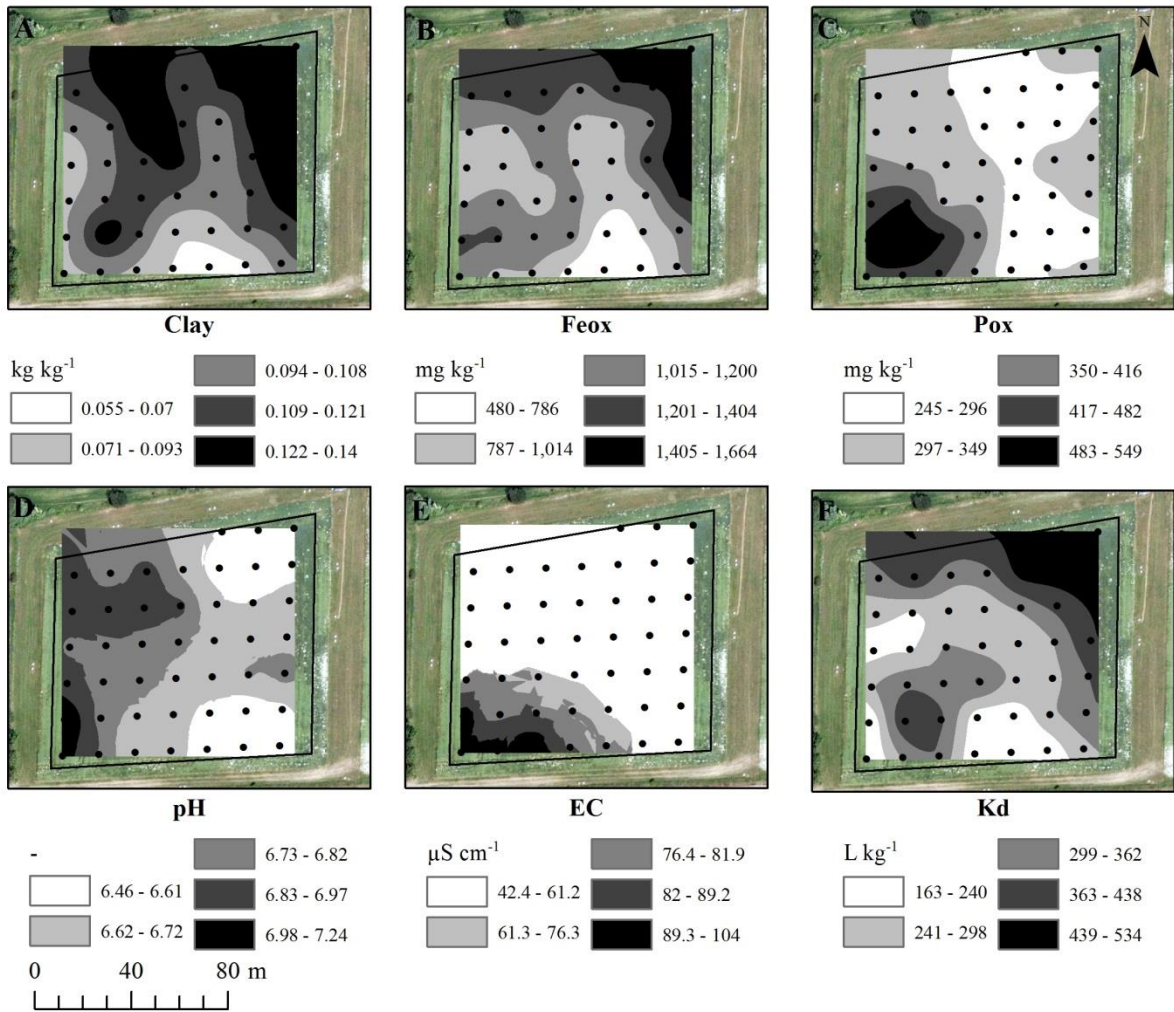 A
B
C
N
Clay
Feox
Pox
kg kg-1
0.055 - 0.07
0.071 - 0.093
0.094 - 0.108
0.109 - 0.121
0.122 - 0.14
mg kg-1
480 - 786
787 - 1,014
1,015 - 1,200
1,201 - 1,404
1,405 - 1,664
mg kg-1
245 - 296
297 - 349
350 - 416
417 - 482
483 - 549
D
E
F
pH
EC
Kd
-
6.46 - 6.61
6.62 - 6.72
6.73 - 6.82
6.83 - 6.97
6.98 - 7.24
µS cm-1
42.4 - 61.2
61.3 - 76.3
76.4 - 81.9
82 - 89.2
89.3 - 104
L kg-1
163 - 240
241 - 298
299 - 362
363 - 438
439 - 534
0 40 80 m